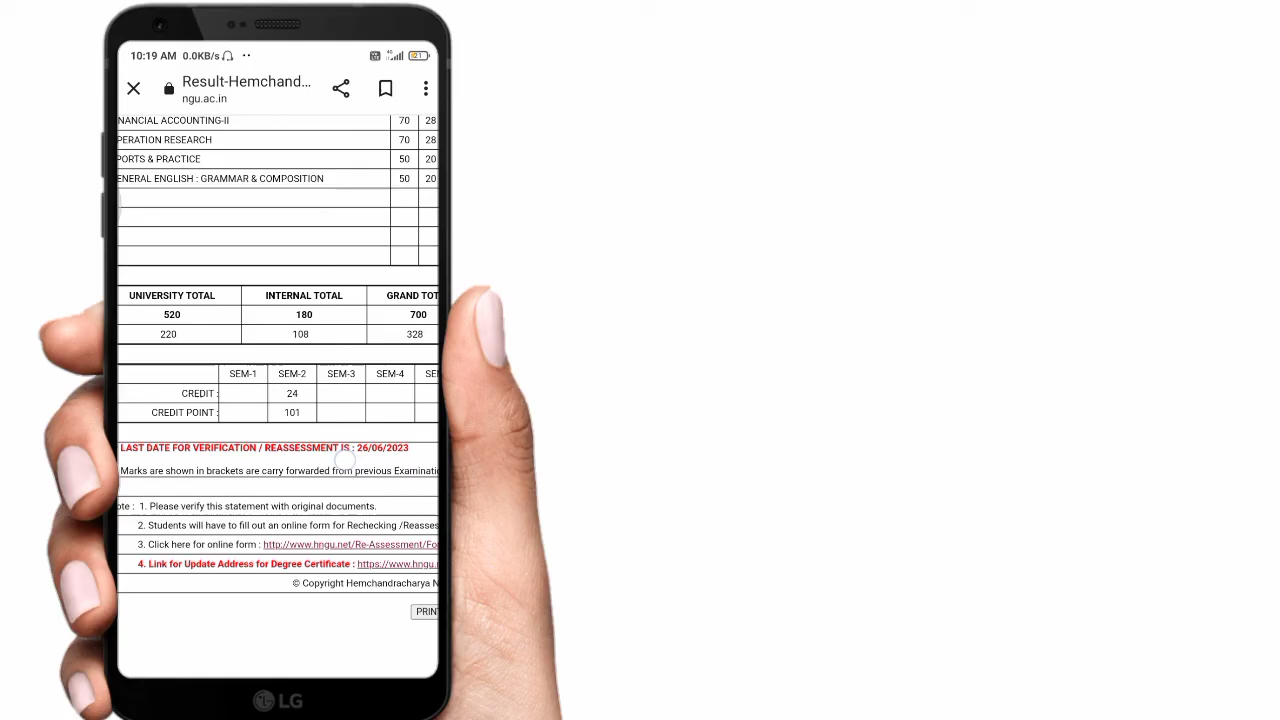 10:19 AM 0.0KB/s 4G 21
Result-Hemchand...
ngu.ac.in
NANCIAL ACCOUNTING-II 70 28
PERATION RESEARCH 70 28
PORTS & PRACTICE 50 20
ENERAL ENGLISH : GRAMMAR & COMPOSITION 50 20
UNIVERSITY TOTAL INTERNAL TOTAL GRAND TOT
520 180 700
220 108 328
SEM-1 SEM-2 SEM-3 SEM-4 SE
CREDIT : 24
CREDIT POINT : 101
LAST DATE FOR VERIFICATION / REASSESSMENT IS : 26/06/2023
Marks are shown in brackets are carry forwarded from previous Examinatio
ote : 1. Please verify this statement with original documents.
2. Students will have to fill out an online form for Rechecking /Reasses
3. Click here for online form : http://www.hngu.net/Re-Assessment/Fo
4. Link for Update Address for Degree Certificate : https://www.hngu.
© Copyright Hemchandracharya N
PRINT
LG